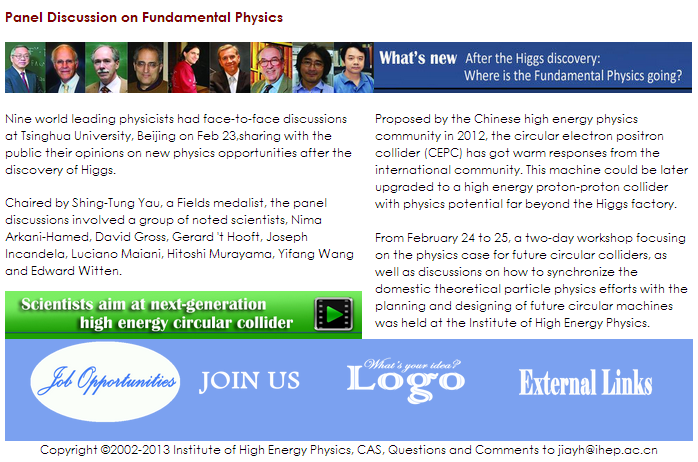 Panel Discussion on Fundamental Physics
What's new After the Higgs discovery:
Where is the Fundamental Physics going?
Nine world leading physicists had face-to-face discussions
at Tsinghua University, Beijing on Feb 23,sharing with the
public their opinions on new physics opportunities after the
discovery of Higgs.
Chaired by Shing-Tung Yau, a Fields medalist, the panel
discussions involved a group of noted scientists, Nima
Arkani-Hamed, David Gross, Gerard 't Hooft, Joseph
Incandela, Luciano Maiani, Hitoshi Murayama, Yifang Wang
and Edward Witten.
Scientists aim at next-generation
high energy circular collider
Proposed by the Chinese high energy physics
community in 2012, the circular electron positron
collider (CEPC) has got warm responses from the
international community. This machine could be later
upgraded to a high energy proton-proton collider
with physics potential far beyond the Higgs factory.
From February 24 to 25, a two-day workshop focusing
on the physics case for future circular colliders, as
well as discussions on how to synchronize the
domestic theoretical particle physics efforts with the
planning and designing of future circular machines
was held at the Institute of High Energy Physics.
Job Opportunities
JOIN US
What's your idea?
Logo
External Links
Copyright ©2002-2013 Institute of High Energy Physics, CAS, Questions and Comments to jiayh@ihep.ac.cn